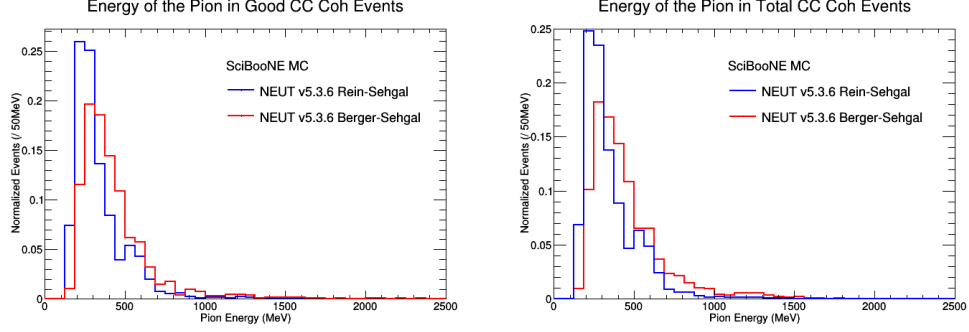 Energy of the Pion in Good CC Coh Events
Normalized Events (/ 50MeV)
0.25
0.2
0.15
0.1
0.05
0
SciBooNE MC
NEUT v5.3.6 Rein-Sehgal
NEUT v5.3.6 Berger-Sehgal
0 500 1000 1500 2000 2500
Pion Energy (MeV)
Energy of the Pion in Total CC Coh Events
Normalized Events (/ 50MeV)
0.25
0.2
0.15
0.1
0.05
0
SciBooNE MC
NEUT v5.3.6 Rein-Sehgal
NEUT v5.3.6 Berger-Sehgal
0 500 1000 1500 2000 2500
Pion Energy (MeV)